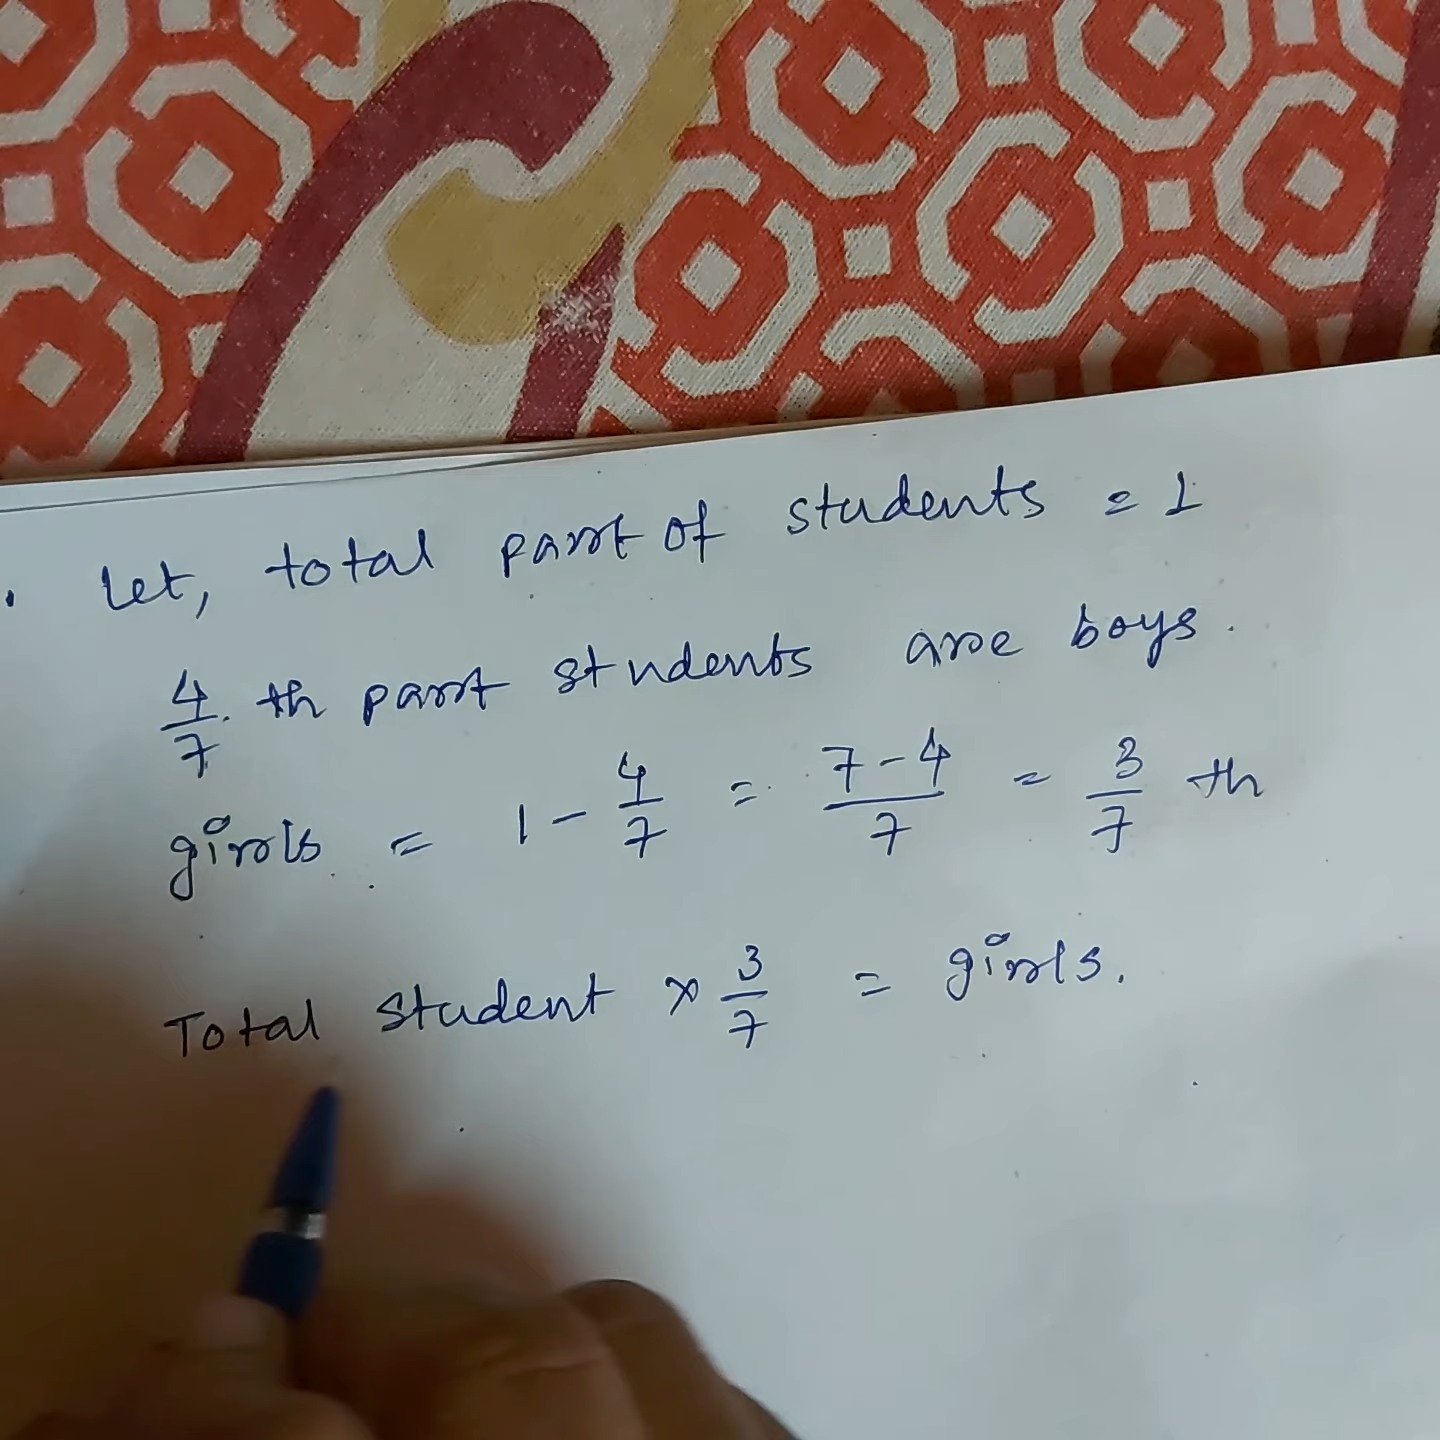 Let, total part of students = 1
4/7 th part students are boys.
girls = 1 - 4/7 = 7-4/7 = 3/7 th
Total student × 3/7 = girls.